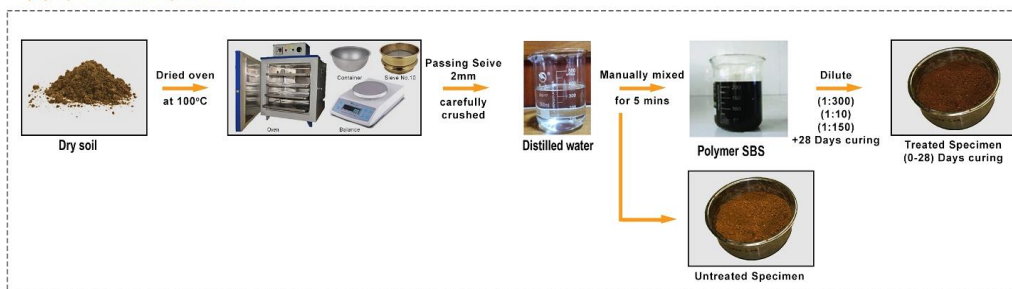 Dry soil
Dried oven
at 100°C
Container
Sieve No.10
Oven
Balance
Passing Seive
2mm
carefully
crushed
Distilled water
Manually mixed
for 5 mins
Polymer SBS
Dilute
(1:300)
(1:10)
(1:150)
+28 Days curing
Treated Specimen
(0-28) Days curing
Untreated Specimen